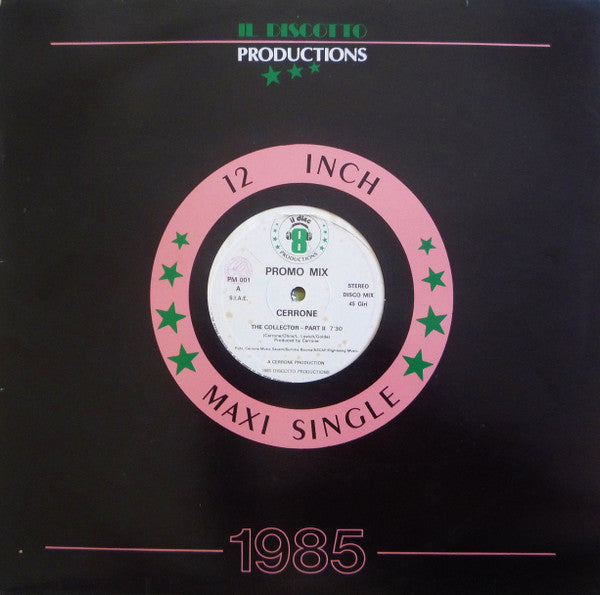 IL DISCOTTO
PRODUCTIONS
12 INCH
il disc
8
PRODUCTIONS
PROMO MIX
PM 001
A
S.I.A.E.
STEREO
DISCO MIX
45 Giri
CERRONE
THE COLLECTOR - PART II 7'30
Produced by Cerrone
A CERRONE PRODUCTION
1985 DISCOTTO PRODUCTIONS
MAXI SINGLE
1985